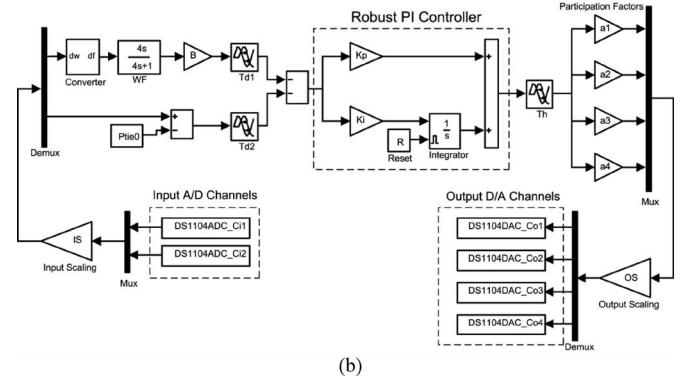 Robust PI Controller
Participation Factors
dw df
Converter
4s
4s+1
WF
B
Td1
Ptie0
Td2
Demux
+
−
−
−
Kp
Ki
R
Reset
1
s
Integrator
+
+
Th
a1
a2
a3
a4
Mux
Input A/D Channels
DS1104ADC_Ci1
DS1104ADC_Ci2
Mux
IS
Input Scaling
Output D/A Channels
DS1104DAC_Co1
DS1104DAC_Co2
DS1104DAC_Co3
DS1104DAC_Co4
Demux
OS
Output Scaling
(b)